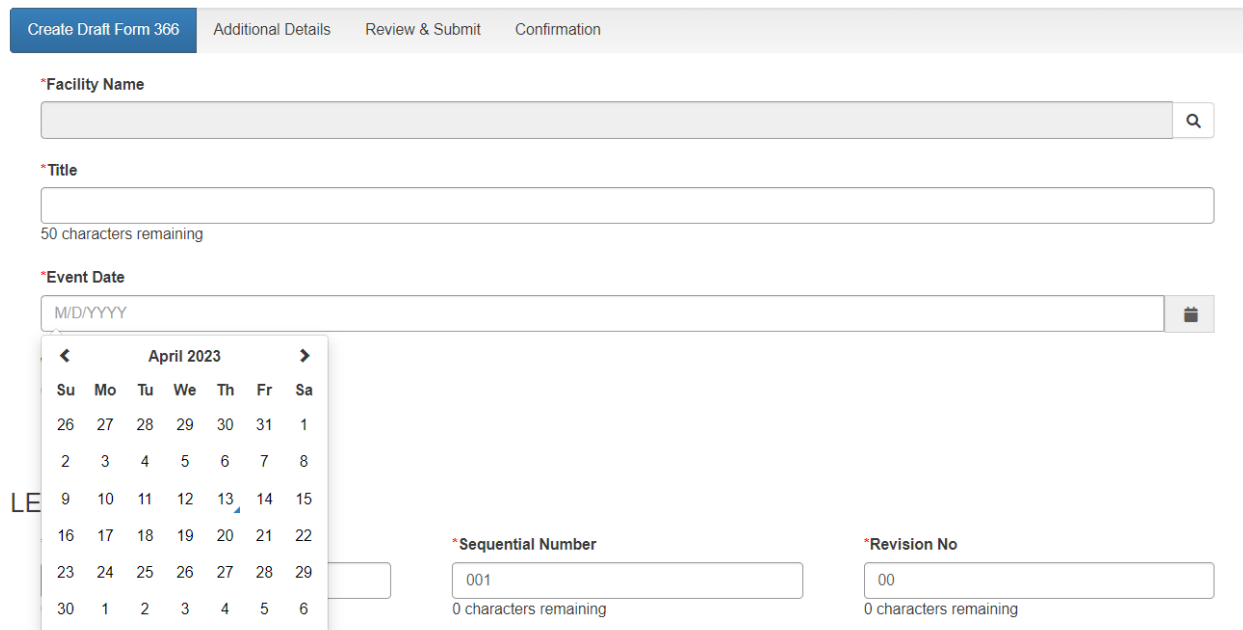 Create Draft Form 366 Additional Details Review & Submit Confirmation
*Facility Name
*Title
50 characters remaining
*Event Date
M/D/YYYY
April 2023
Su Mo Tu We Th Fr Sa
26 27 28 29 30 31 1
2 3 4 5 6 7 8
LE
9 10 11 12 13 14 15
16 17 18 19 20 21 22
*Sequential Number *Revision No
23 24 25 26 27 28 29
001 00
30 1 2 3 4 5 6
0 characters remaining 0 characters remaining